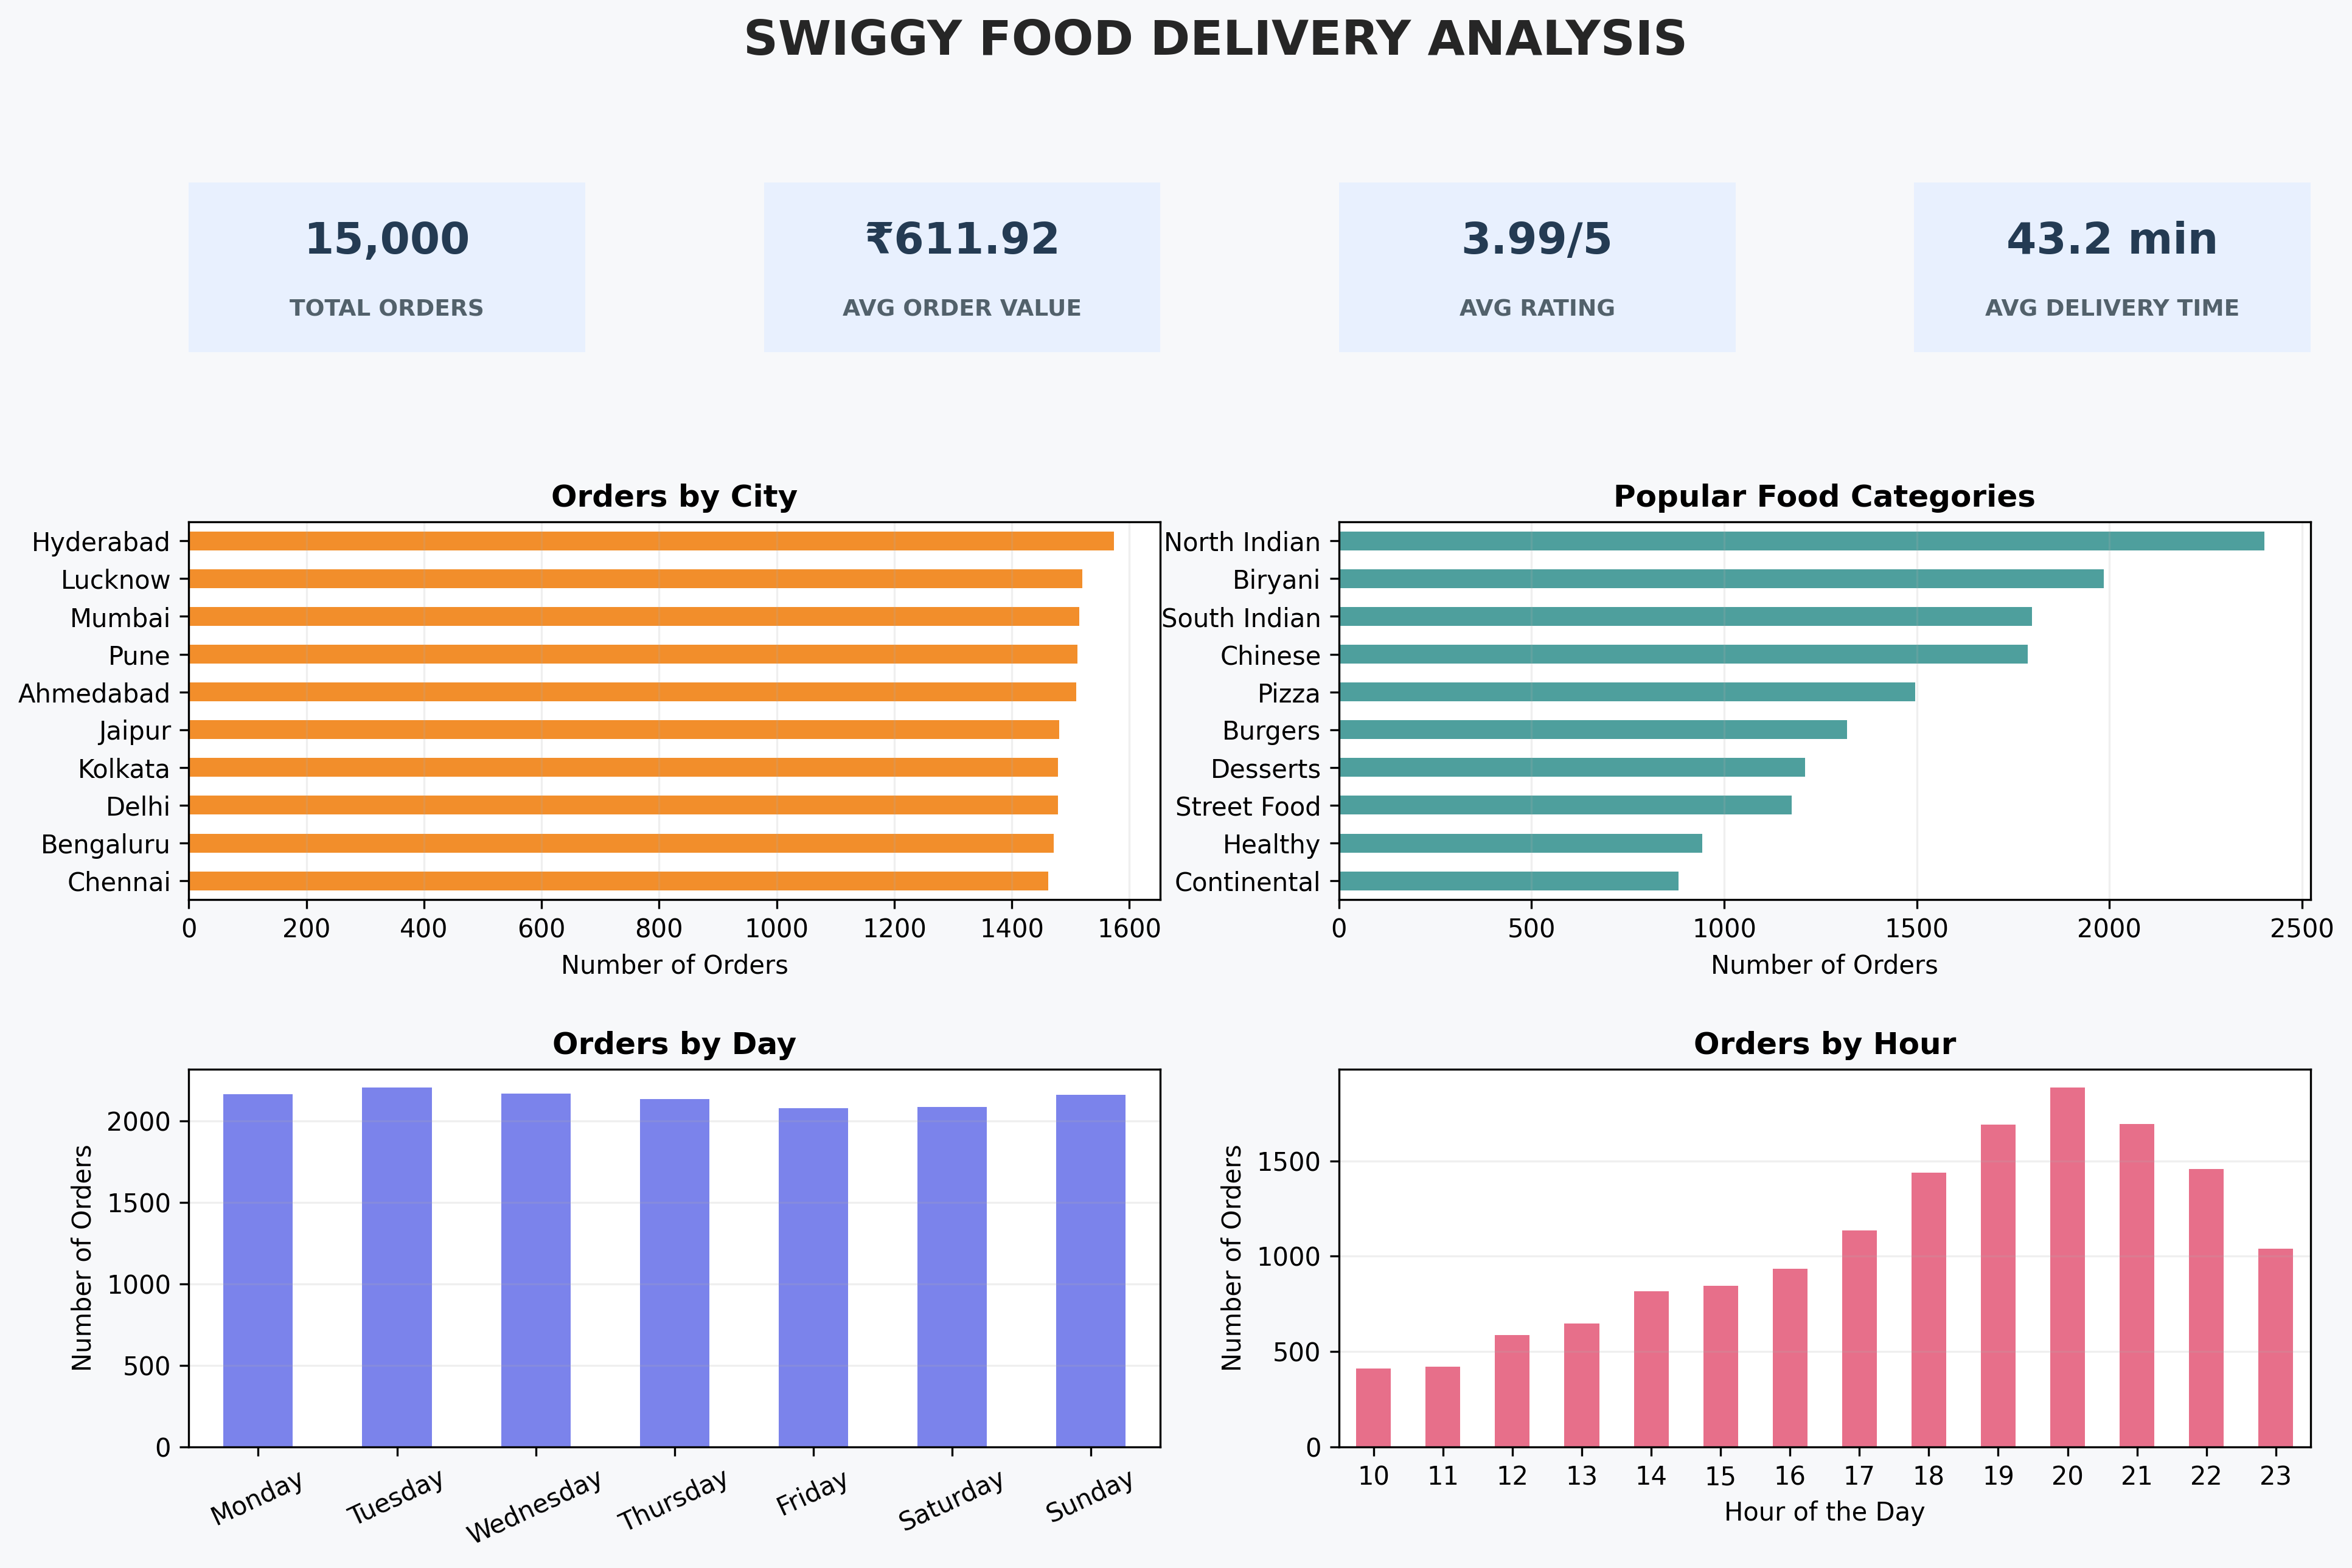 SWIGGY FOOD DELIVERY ANALYSIS
15,000
TOTAL ORDERS
₹611.92
AVG ORDER VALUE
3.99/5
AVG RATING
43.2 min
AVG DELIVERY TIME
Orders by City
Hyderabad
Lucknow
Mumbai
Pune
Ahmedabad
Jaipur
Kolkata
Delhi
Bengaluru
Chennai
0 200 400 600 800 1000 1200 1400 1600
Number of Orders
Popular Food Categories
North Indian
Biryani
South Indian
Chinese
Pizza
Burgers
Desserts
Street Food
Healthy
Continental
0 500 1000 1500 2000 2500
Number of Orders
Orders by Day
Number of Orders
2000
1500
1000
500
0
Monday Tuesday Wednesday Thursday Friday Saturday Sunday
Orders by Hour
Number of Orders
1500
1000
500
0
10 11 12 13 14 15 16 17 18 19 20 21 22 23
Hour of the Day